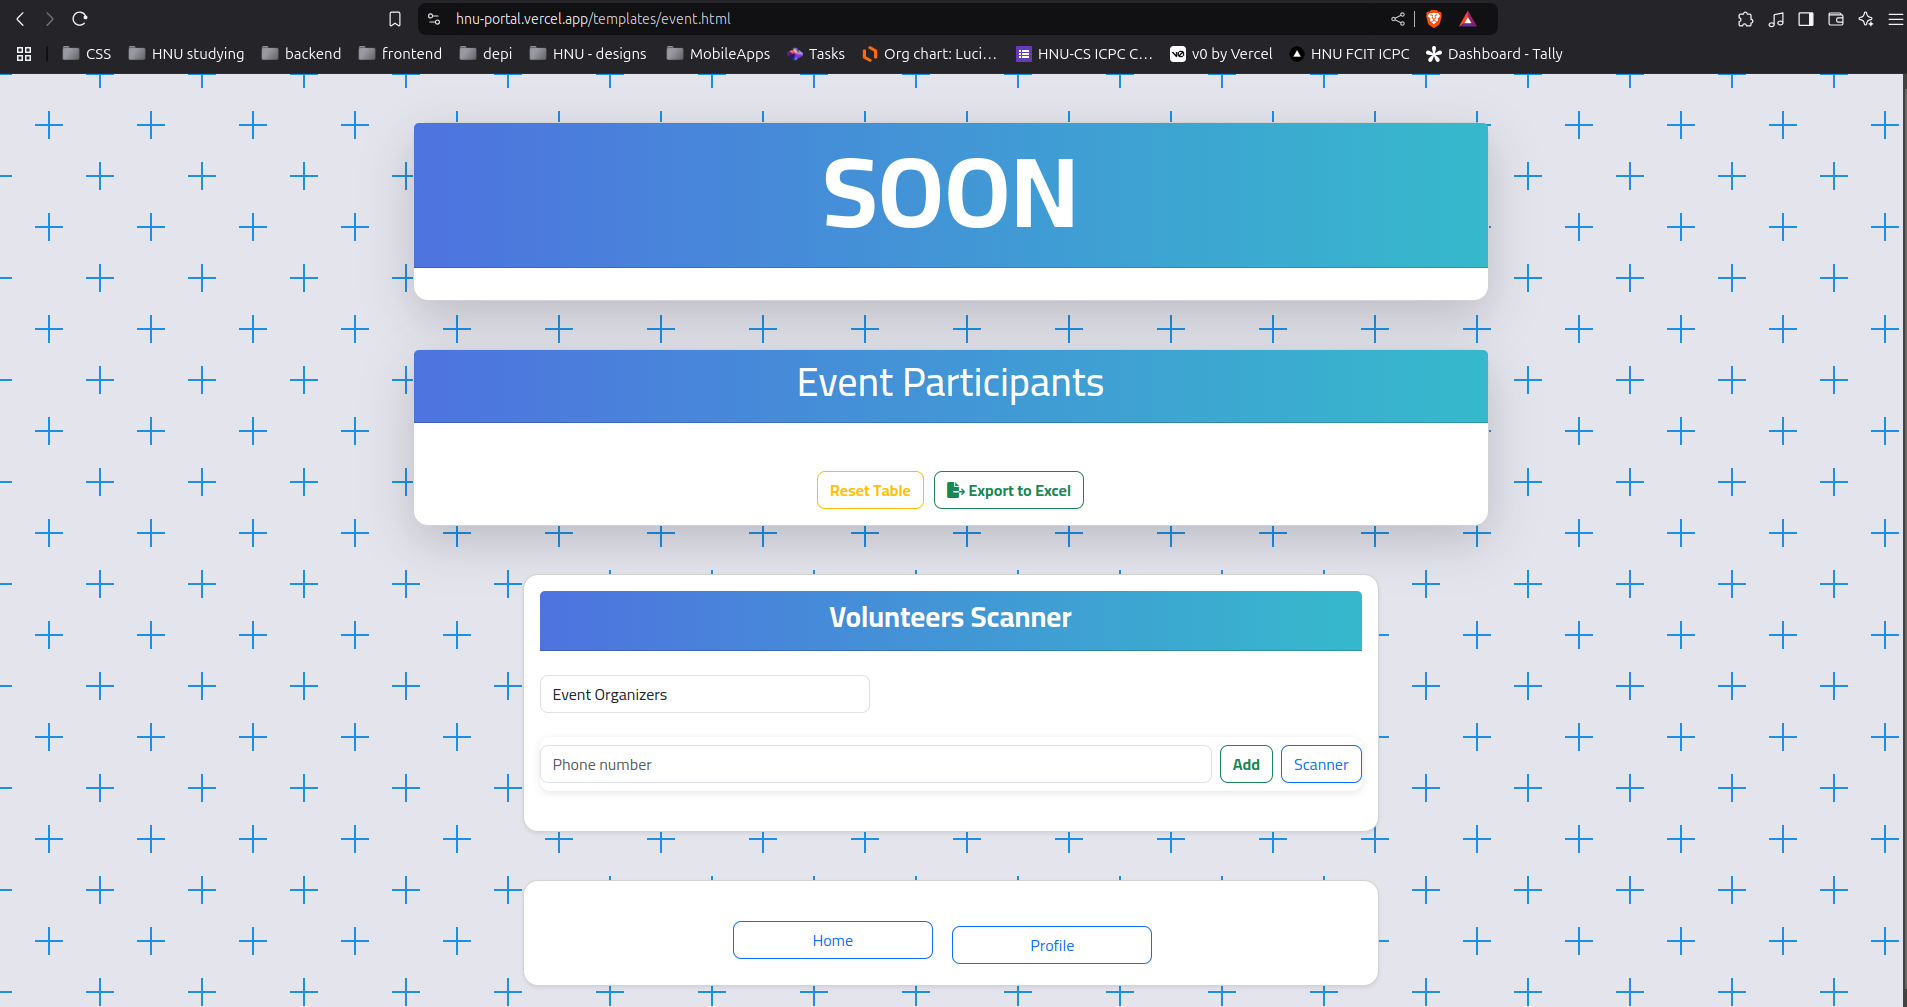 hnu-portal.vercel.app/templates/event.html
CSS
HNU studying
backend
frontend
depi
HNU - designs
MobileApps
Tasks
Org chart: Luci…
HNU-CS ICPC C…
v0 by Vercel
HNU FCIT ICPC
Dashboard - Tally
SOON
Event Participants
Reset Table
Export to Excel
Volunteers Scanner
Event Organizers
Phone number
Add
Scanner
Home
Profile